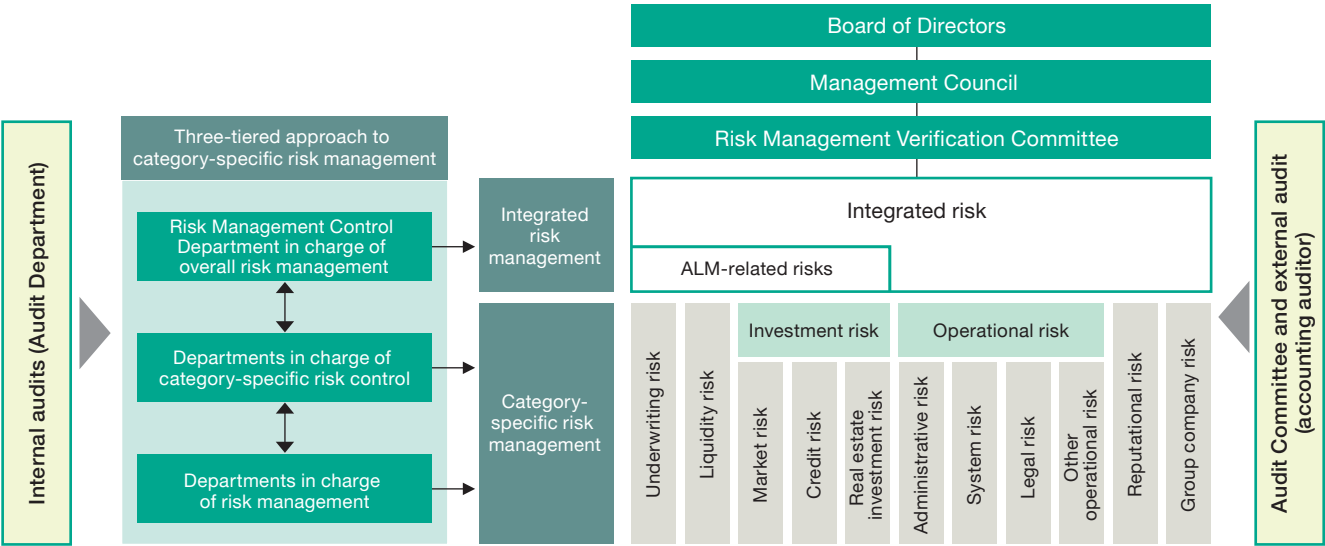 Board of Directors
Management Council
Risk Management Verification Committee
Internal audits (Audit Department)
Three-tiered approach to
category-specific risk management
Risk Management Control
Department in charge of
overall risk management
Departments in charge of
category-specific risk control
Departments in charge
of risk management
Integrated
risk
management
Category-
specific risk
management
Integrated risk
ALM-related risks
Underwriting risk
Liquidity risk
Investment risk
Market risk
Credit risk
Real estate
investment risk
Operational risk
Administrative risk
System risk
Legal risk
Other
operational risk
Reputational risk
Group company risk
Audit Committee and external audit
(accounting auditor)